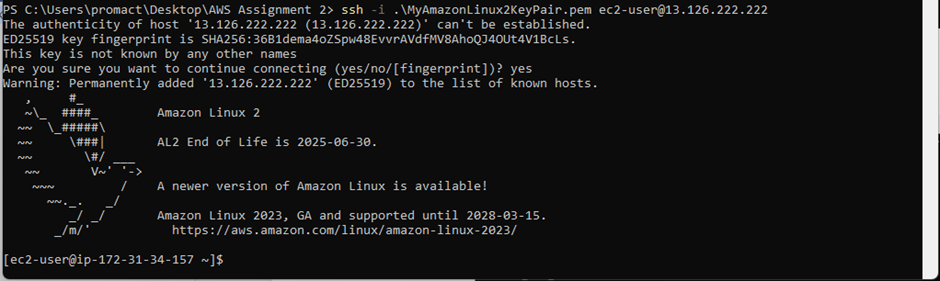 PS C:\Users\promact\Desktop\AWS Assignment 2> ssh -i .\MyAmazonLinux2KeyPair.pem ec2-user@13.126.222.222
The authenticity of host '13.126.222.222 (13.126.222.222)' can't be established.
ED25519 key fingerprint is SHA256:36B1dema4oZSpw48EvvrAVdfMV8AhoQJ4OUt4V1BcLs.
This key is not known by any other names
Are you sure you want to continue connecting (yes/no/[fingerprint])? yes
Warning: Permanently added '13.126.222.222' (ED25519) to the list of known hosts.
   ,     #_
   ~\_  ####_        Amazon Linux 2
  ~~  \_#####\
  ~~     \###|       AL2 End of Life is 2025-06-30.
  ~~       \#/ ___
   ~~       V~' '->
    ~~~         /    A newer version of Amazon Linux is available!
      ~~._.   _/
         _/ _/       Amazon Linux 2023, GA and supported until 2028-03-15.
       _/m/'           https://aws.amazon.com/linux/amazon-linux-2023/
[ec2-user@ip-172-31-34-157 ~]$